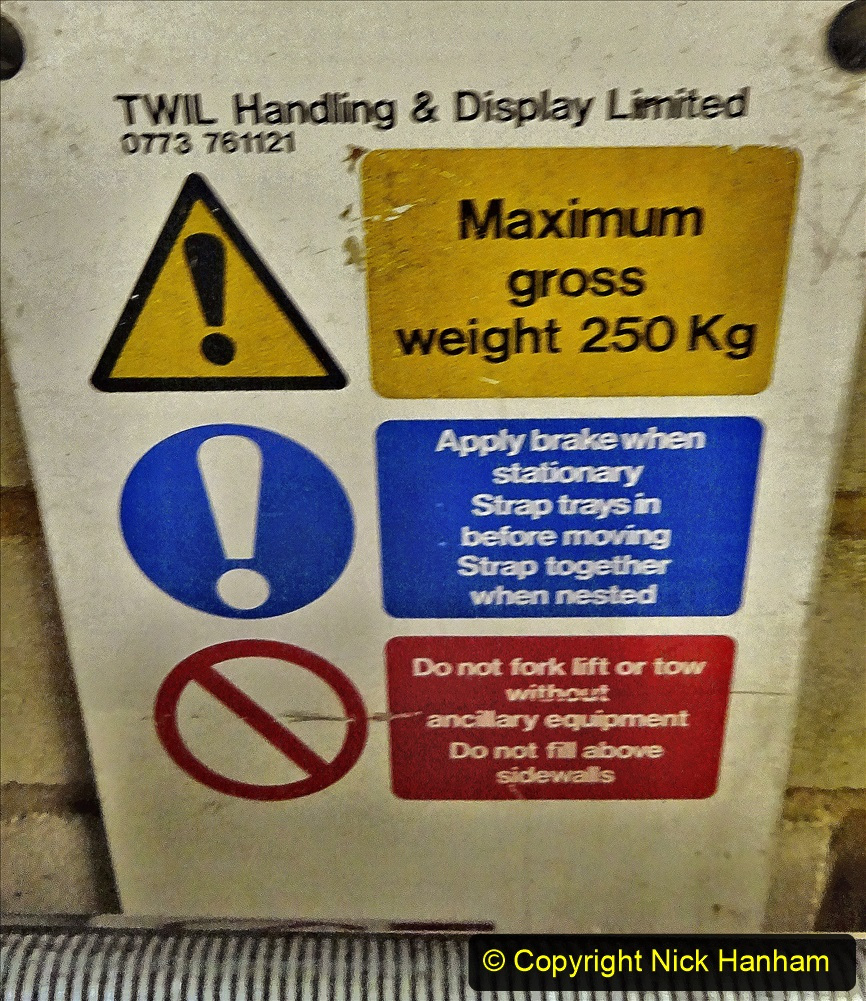 TWIL Handling & Display Limited
0773 761121
Maximum
gross
weight 250 Kg
Apply brake when
stationary
Strap trays in
before moving
Strap together
when nested
Do not fork lift or tow
without
ancillary equipment
Do not fill above
sidewalls
© Copyright Nick Hanham